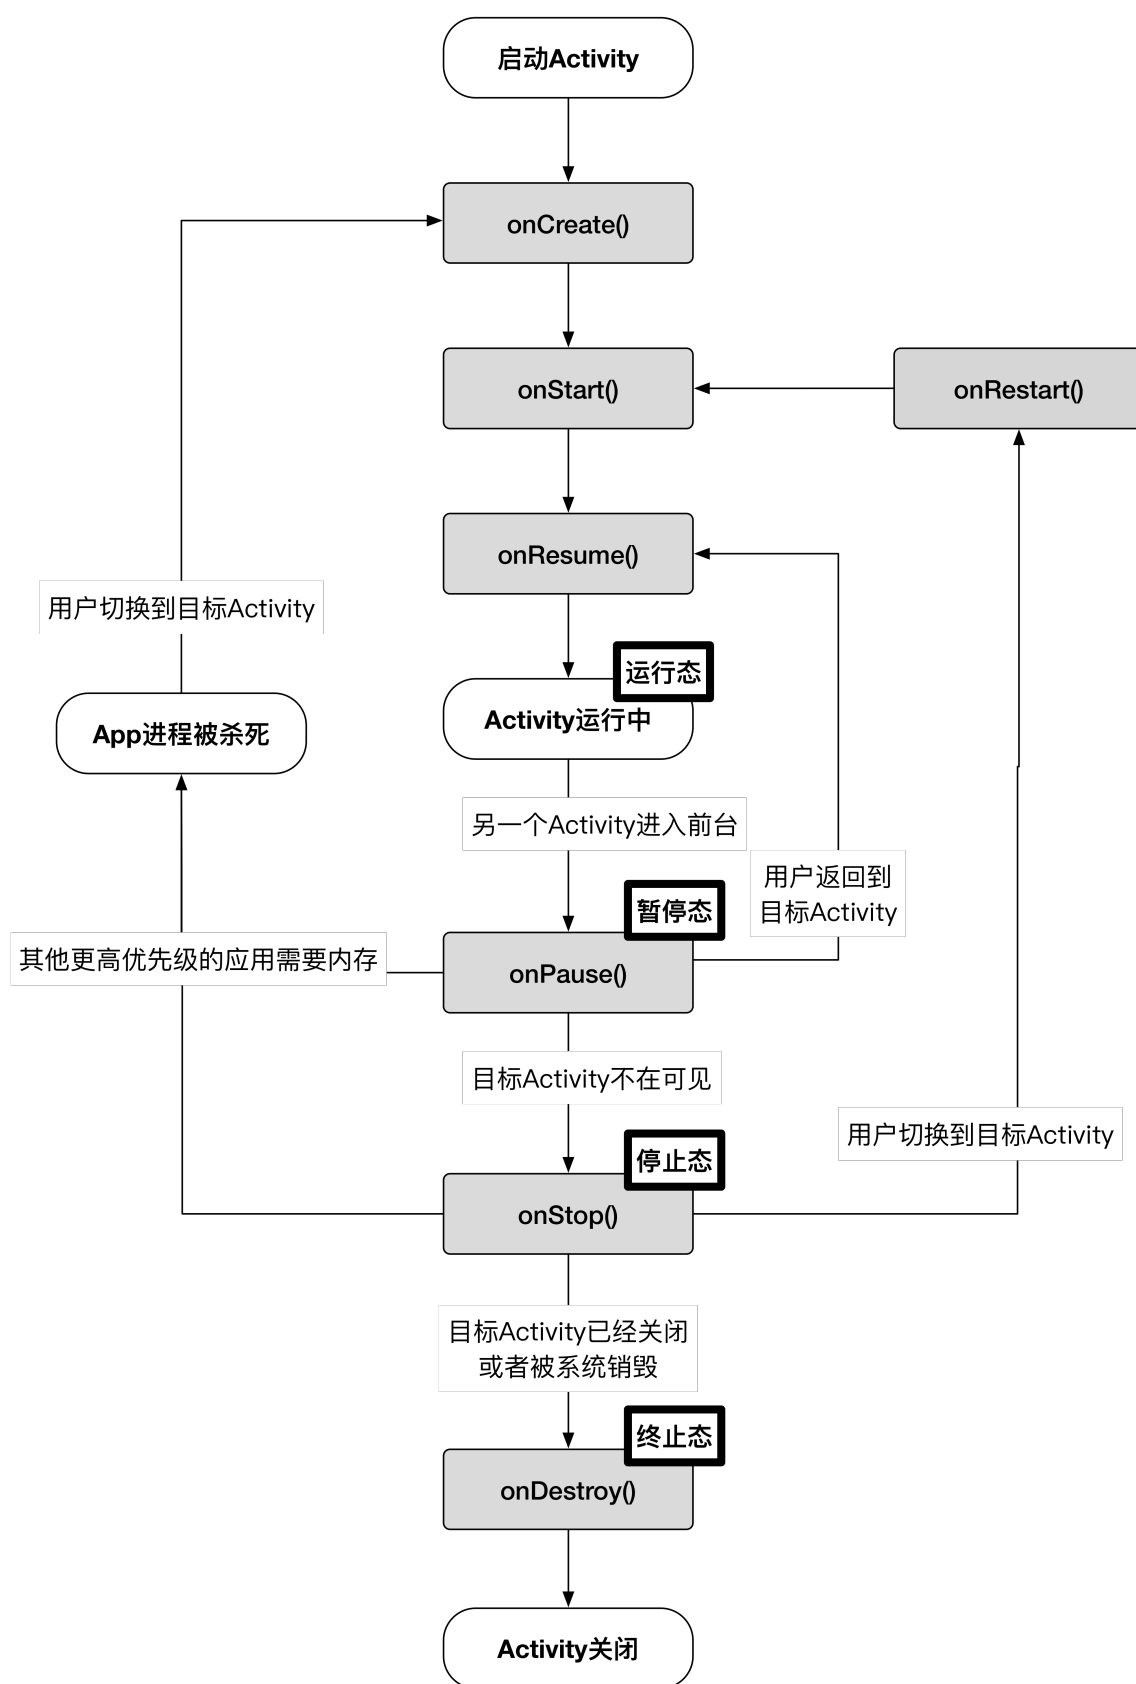 启动Activity
onCreate()
onStart()
onRestart()
onResume()
用户切换到目标Activity
运行态
Activity运行中
App进程被杀死
另一个Activity进入前台
用户返回到
目标Activity
暂停态
其他更高优先级的应用需要内存
onPause()
目标Activity不在可见
用户切换到目标Activity
停止态
onStop()
目标Activity已经关闭
或者被系统销毁
终止态
onDestroy()
Activity关闭